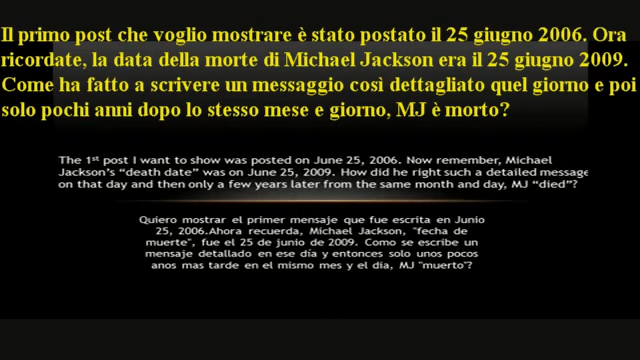 Il primo post che voglio mostrare è stato postato il 25 giugno 2006. Ora
ricordate, la data della morte di Michael Jackson era il 25 giugno 2009.
Come ha fatto a scrivere un messaggio così dettagliato quel giorno e poi
solo pochi anni dopo lo stesso mese e giorno, MJ è morto?
The 1st post I want to show was posted on June 25, 2006. Now remember, Michael
Jackson's “death date” was on June 25, 2009. How did he right such a detailed message
on that day and then only a few years later from the same month and day, MJ “died”?
Quiero mostrar el primer mensaje que fue escrita en Junio
25, 2006.Ahora recuerda, Michael Jackson, "fecha de
muerte", fue el 25 de junio de 2009. Como se escribe un
mensaje detallado en ese día y entonces solo unos pocos
anos mas tarde en el mismo mes y el dia, MJ "muerto"?